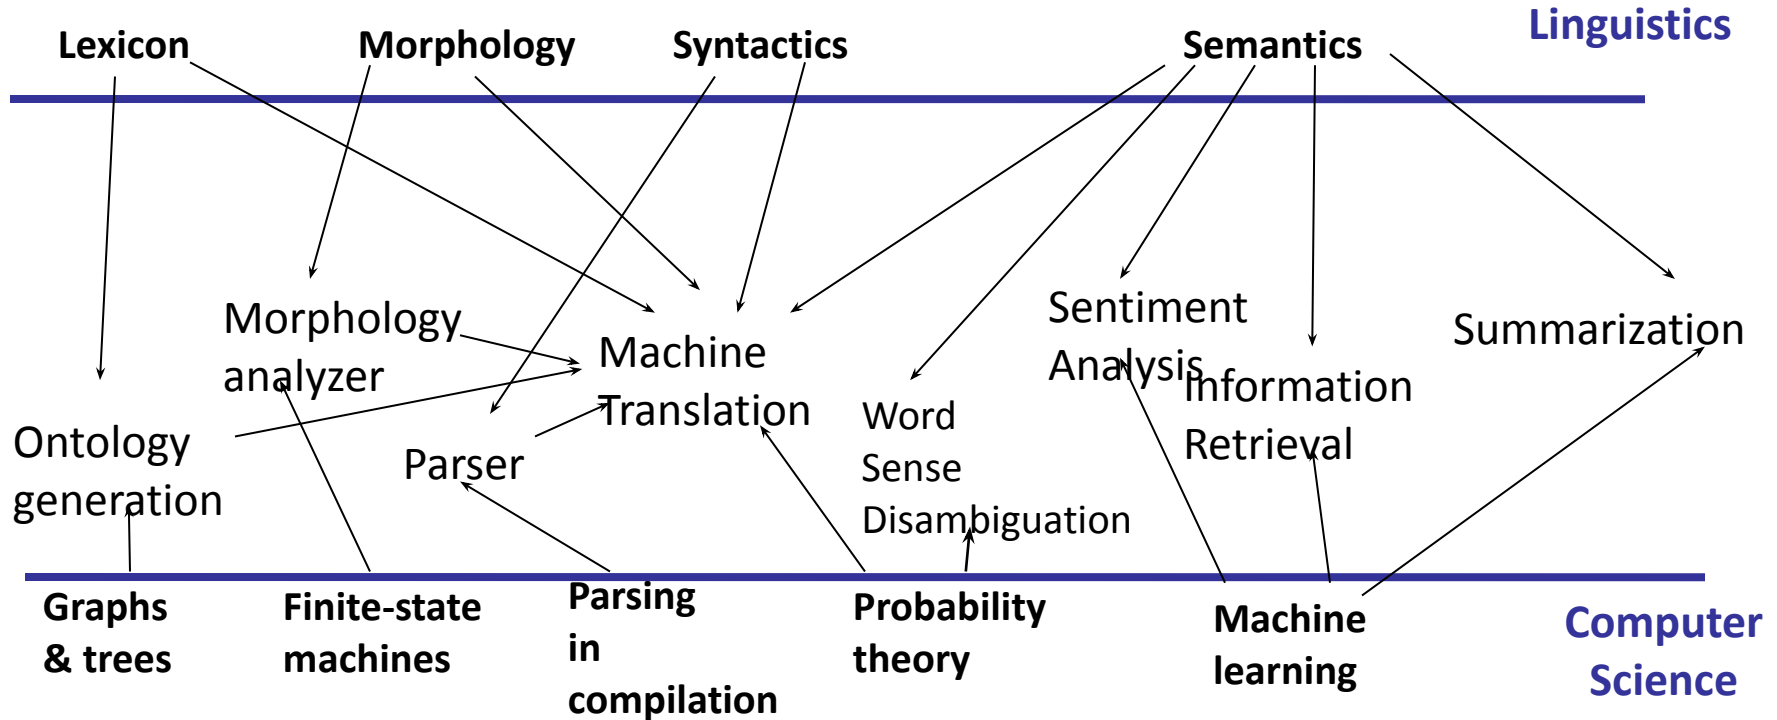 Linguistics
Lexicon
Morphology
Syntactics
Semantics
Morphology
analyzer
Machine
Translation
Sentiment
Analysis
Information
Retrieval
Summarization
Ontology
generation
Parser
Word
Sense
Disambiguation
Graphs
& trees
Finite-state
machines
Parsing
in
compilation
Probability
theory
Machine
learning
Computer
Science